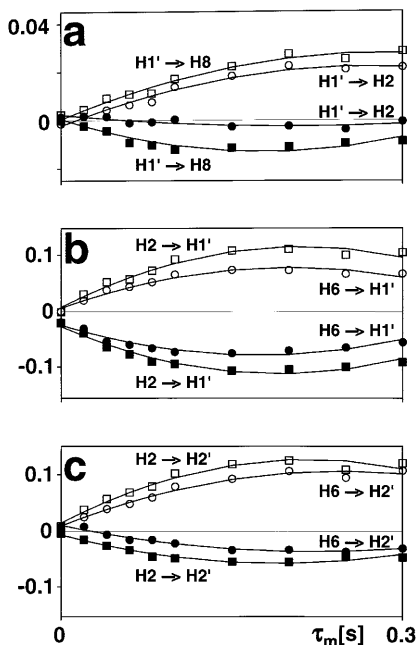 0.04
a
H1' → H8
H1' → H2
H1' → H2
0
H1' → H8
b
H2 → H1'
0.1
H6 → H1'
0
H6 → H1'
-0.1
H2 → H1'
c
H2 → H2'
0.1
H6 → H2'
0
H6 → H2'
-0.1
H2 → H2'
0 τm[s] 0.3